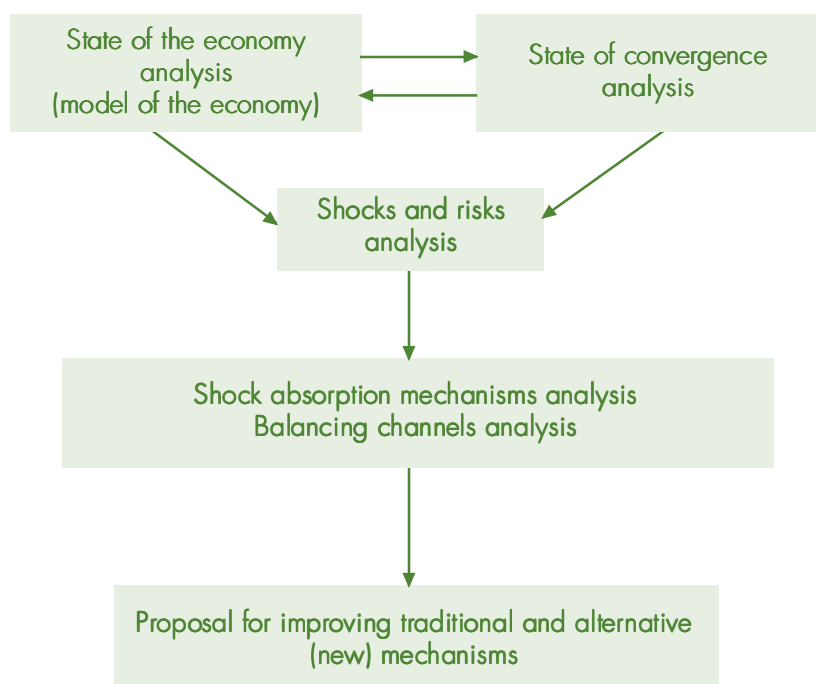 State of the economy
analysis
(model of the economy)
State of convergence
analysis
Shocks and risks
analysis
Shock absorption mechanisms analysis
Balancing channels analysis
Proposal for improving traditional and alternative
(new) mechanisms